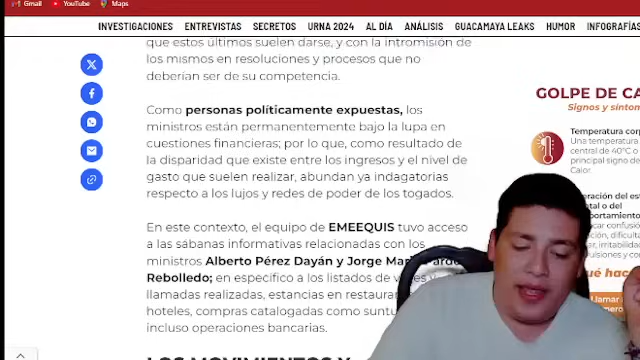 Gmail YouTube Maps
INVESTIGACIONES ENTREVISTAS SECRETOS URNA 2024 AL DÍA ANÁLISIS GUACAMAYA LEAKS HUMOR INFOGRAFÍAS
que estos últimos suelen darse, y con la intromisión de
los mismos en resoluciones y procesos que no
deberían ser de su competencia.
Como personas políticamente expuestas, los
ministros están permanentemente bajo la lupa en
cuestiones financieras; por lo que, como resultado de
la disparidad que existe entre los ingresos y el nivel de
gasto que suelen realizar, abundan ya indagatorias
respecto a los lujos y redes de poder de los togados.
En este contexto, el equipo de EMEEQUIS tuvo acceso
a las sábanas informativas relacionadas con los
ministros Alberto Pérez Dayán y Jorge
Rebolledo; en específico a los listados de
llamadas realizadas, estancias en
hoteles, compras catalogadas como
incluso operaciones bancarias.
LOS MOVIMIENTOS Y
GOLPE DE CA
Signos y sínto
Temperatura cor
Una temperatura
central de 40°C o
principal signo de
Calor.